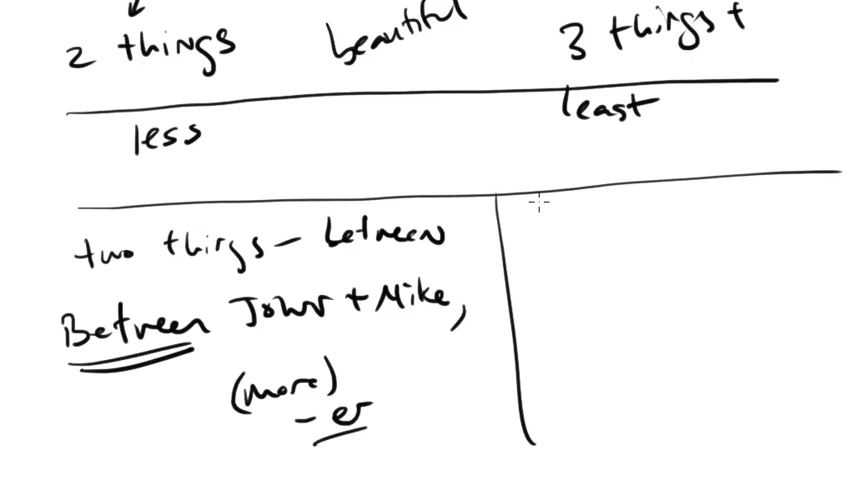 2 things beautiful 3 things +
less least
two things - between
Between John + Mike,
(more)
- er